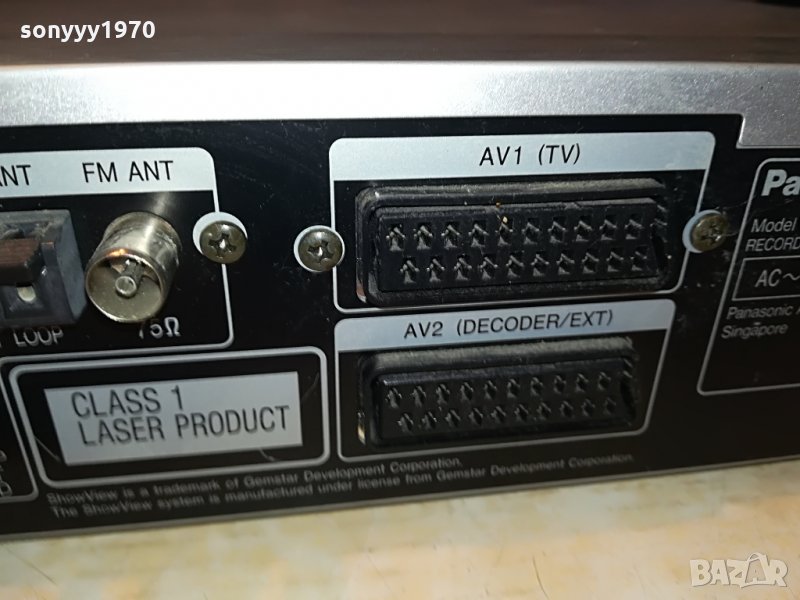 sonyyy1970
ANT
FM ANT
AV1 (TV)
Pa
Model
RECORD
AC~
Panasonic A
Singapore
LOOP
75Ω
AV2 (DECODER/EXT)
CLASS 1
LASER PRODUCT
ShowView is a trademark of Gemstar Development Corporation.
The ShowView system is manufactured under license from Gemstar Development Corporation.
BAZAR